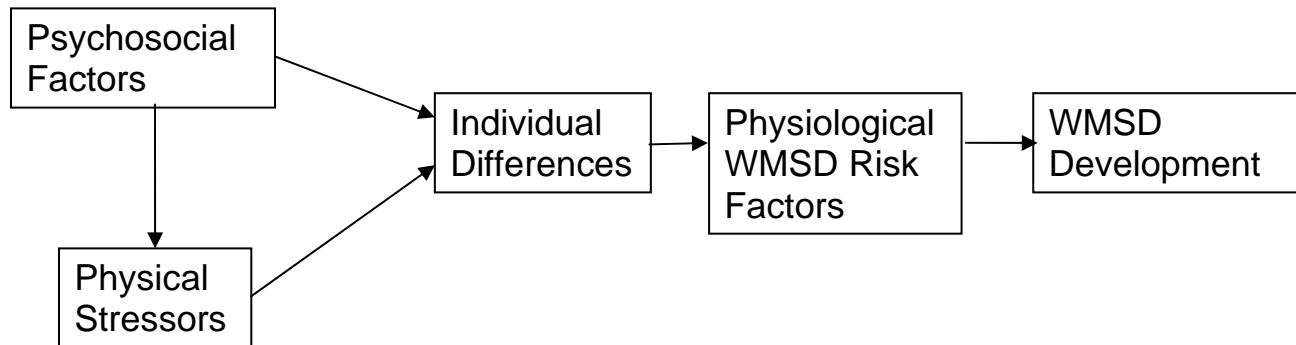 Psychosocial
Factors
Individual
Differences
Physiological
WMSD Risk
Factors
WMSD
Development
Physical
Stressors